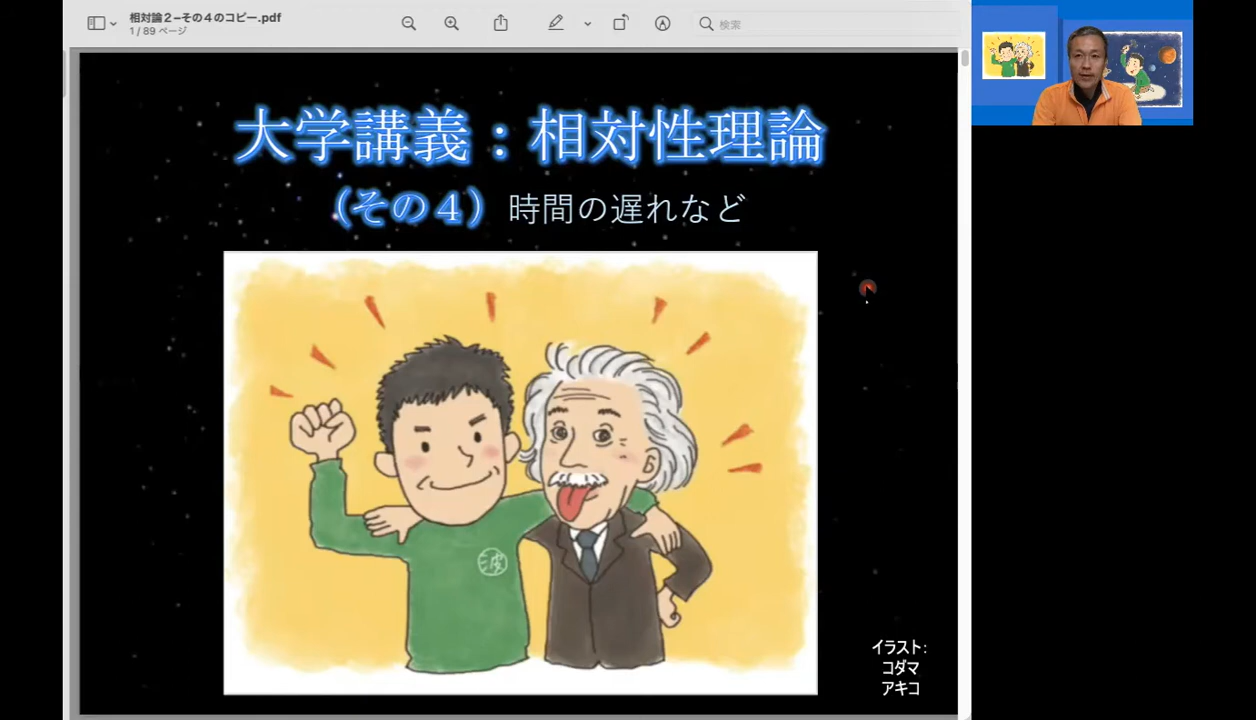 相対論２−その４のコピー.pdf
1 / 89 ページ
検索
大学講義：相対性理論
（その４）時間の遅れなど
波
イラスト:
コダマ
アキコ